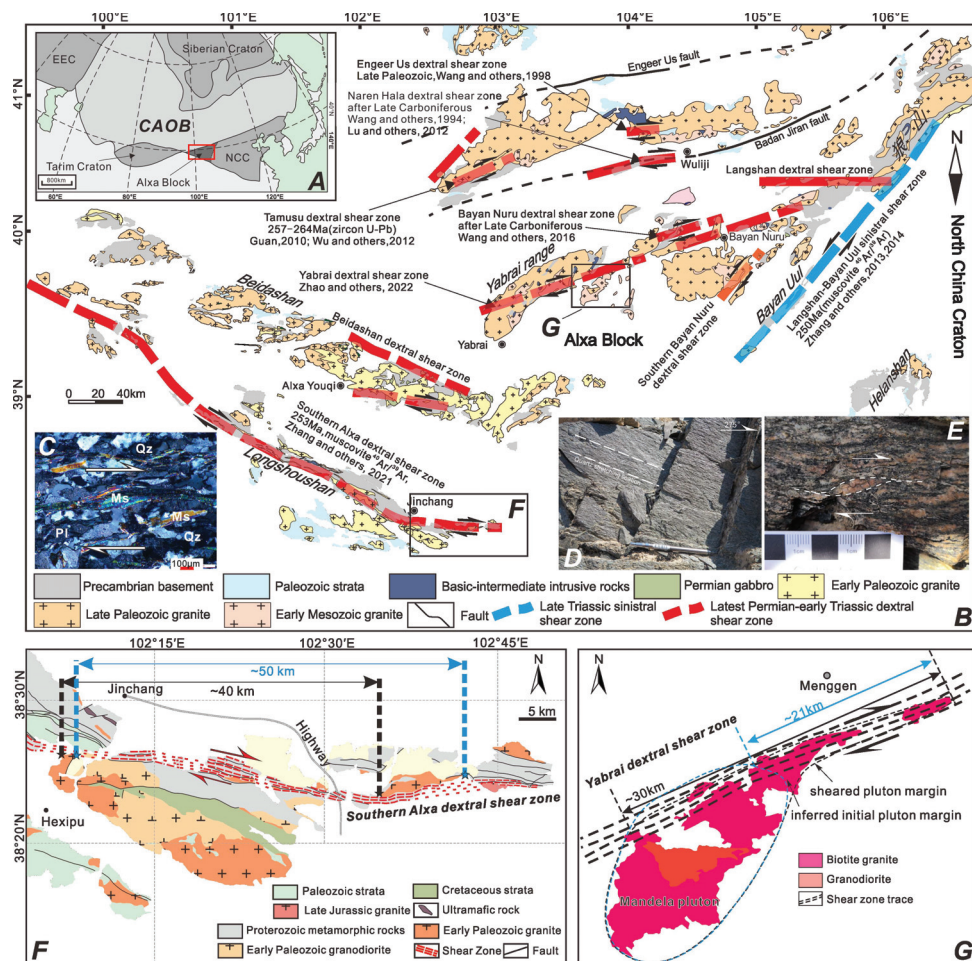 100°E
101°E
102°E
103°E
104°E
105°E
106°E
41°N
40°N
39°N
EEC
Siberian Craton
CAOB
Tarim Craton
NCC
Alxa Block
800km
60°E
80°E
100°E
120°E
40°N
140°E
A
Engeer Us dextral shear zone
Late Paleozoic,Wang and others,1998
Naren Hala dextral shear zone
after Late Carboniferous
Wang and others,1994;
Lu and others, 2012
Engeer Us fault
Badan Jiran fault
Wuliji
Langshan dextral shear zone
N
North China Craton
Tamusu dextral shear zone
257-264Ma(zircon U-Pb)
Guan,2010; Wu and others,2012
Bayan Nuru dextral shear zone
after Late Carboniferous
Wang and others, 2016
Bayan Nuru
Yabrai dextral shear zone
Zhao and others, 2022
Yabrai range
G
Alxa Block
Yabrai
Southern Bayan Nuru
dextral shear zone
Bayan Ulul
Langshan-Bayan Uul sinistral shear zone
250Ma(muscovite ⁴⁰Ar/³⁹Ar)
Zhang and others,2013,2014
Beidashan
Beidashan dextral shear zone
Alxa Youqi
Helanshan
0
40km
Southern Alxa dextral shear zone
253Ma,muscovite ⁴⁰Ar/³⁹Ar,
Zhang and others, 2021
Longshoushan
Jinchang
F
C
Qz
Ms
Ms
Pl
Qz
100μm
D
E
Precambrian basement
Paleozoic strata
Basic-intermediate intrusive rocks
Permian gabbro
Early Paleozoic granite
Late Paleozoic granite
Early Mesozoic granite
Fault
Late Triassic sinistral
shear zone
Latest Permian-early Triassic dextral
shear zone
B
102°15'E
102°30'E
102°45'E
38°30'N
38°20'N
~50 km
~40 km
Jinchang
N
5 km
Highway
Southern Alxa dextral shear zone
Hexipu
Paleozoic strata
Cretaceous strata
Late Jurassic granite
Ultramafic rock
Proterozoic metamorphic rocks
Early Paleozoic granite
Early Paleozoic granodiorite
Shear Zone
Fault
F
N
Menggen
~21km
Yabrai dextral shear zone
~30km
sheared pluton margin
inferred initial pluton margin
Mandela pluton
Biotite granite
Granodiorite
Shear zone trace
G